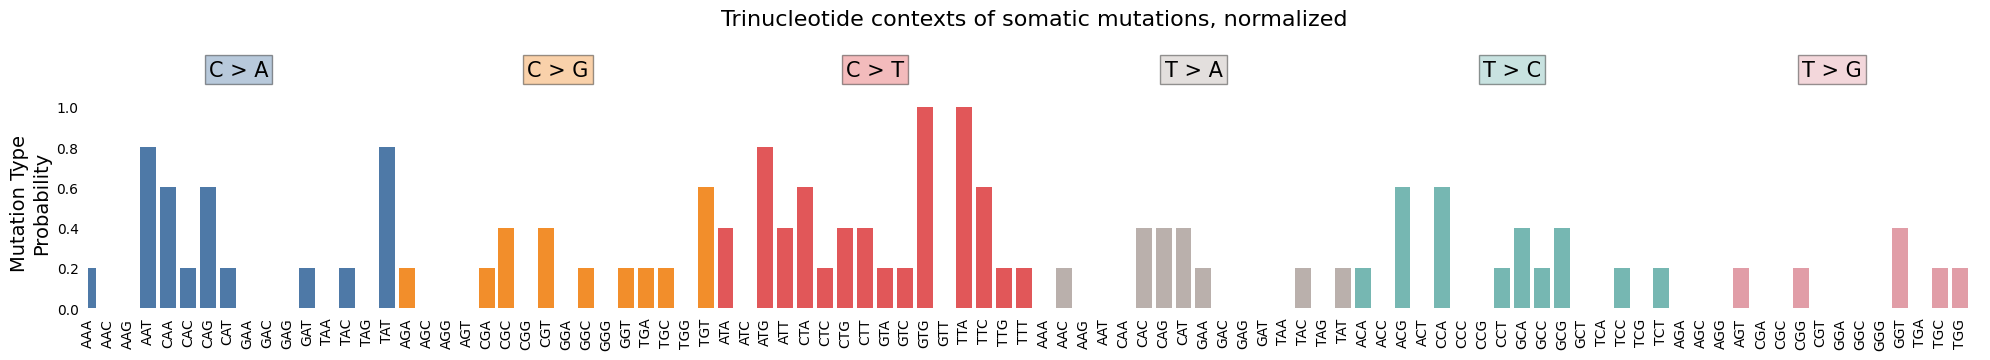 Trinucleotide contexts of somatic mutations, normalized
C > A
C > G
C > T
T > A
T > C
T > G
Mutation Type
Probability
1.0
0.8
0.6
0.4
0.2
0.0
AAA AAC AAG AAT CAA CAC CAG CAT GAA GAC GAG GAT TAA TAC TAG TAT AGA AGC AGG AGT CGA CGC CGG CGT GGA GGC GGG GGT TGA TGC TGG TGT ATA ATC ATG ATT CTA CTC CTG CTT GTA GTC GTG GTT TTA TTC TTG TTT AAA AAC AAG AAT CAA CAC CAG CAT GAA GAC GAG GAT TAA TAC TAG TAT ACA ACC ACG ACT CCA CCC CCG CCT GCA GCC GCG GCT TCA TCC TCG TCT AGA AGC AGG AGT CGA CGC CGG CGT GGA GGC GGG GGT TGA TGC TGG